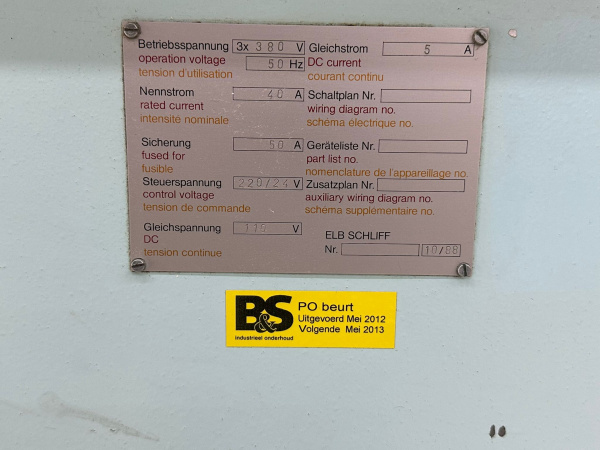 Betriebsspannung 3x 380 V Gleichstrom 5 A
operation voltage 50 Hz DC current
tension d'utilisation courant continu
Nennstrom 40 A Schaltplan Nr.
rated current wiring diagram no.
intensité nominale schéma électrique no.
Sicherung 50 A Geräteliste Nr.
fused for part list no.
fusible nomenclature de l'appareillage no.
Steuerspannung 220/24 V Zusatzplan Nr.
control voltage auxiliary wiring diagram no.
tension de commande schéma supplémentaire no.
Gleichspannung 115 V ELB SCHLIFF
DC Nr. 10/88
tension continue
B&S PO beurt
Uitgevoerd Mei 2012
Volgende Mei 2013
industrieel onderhoud